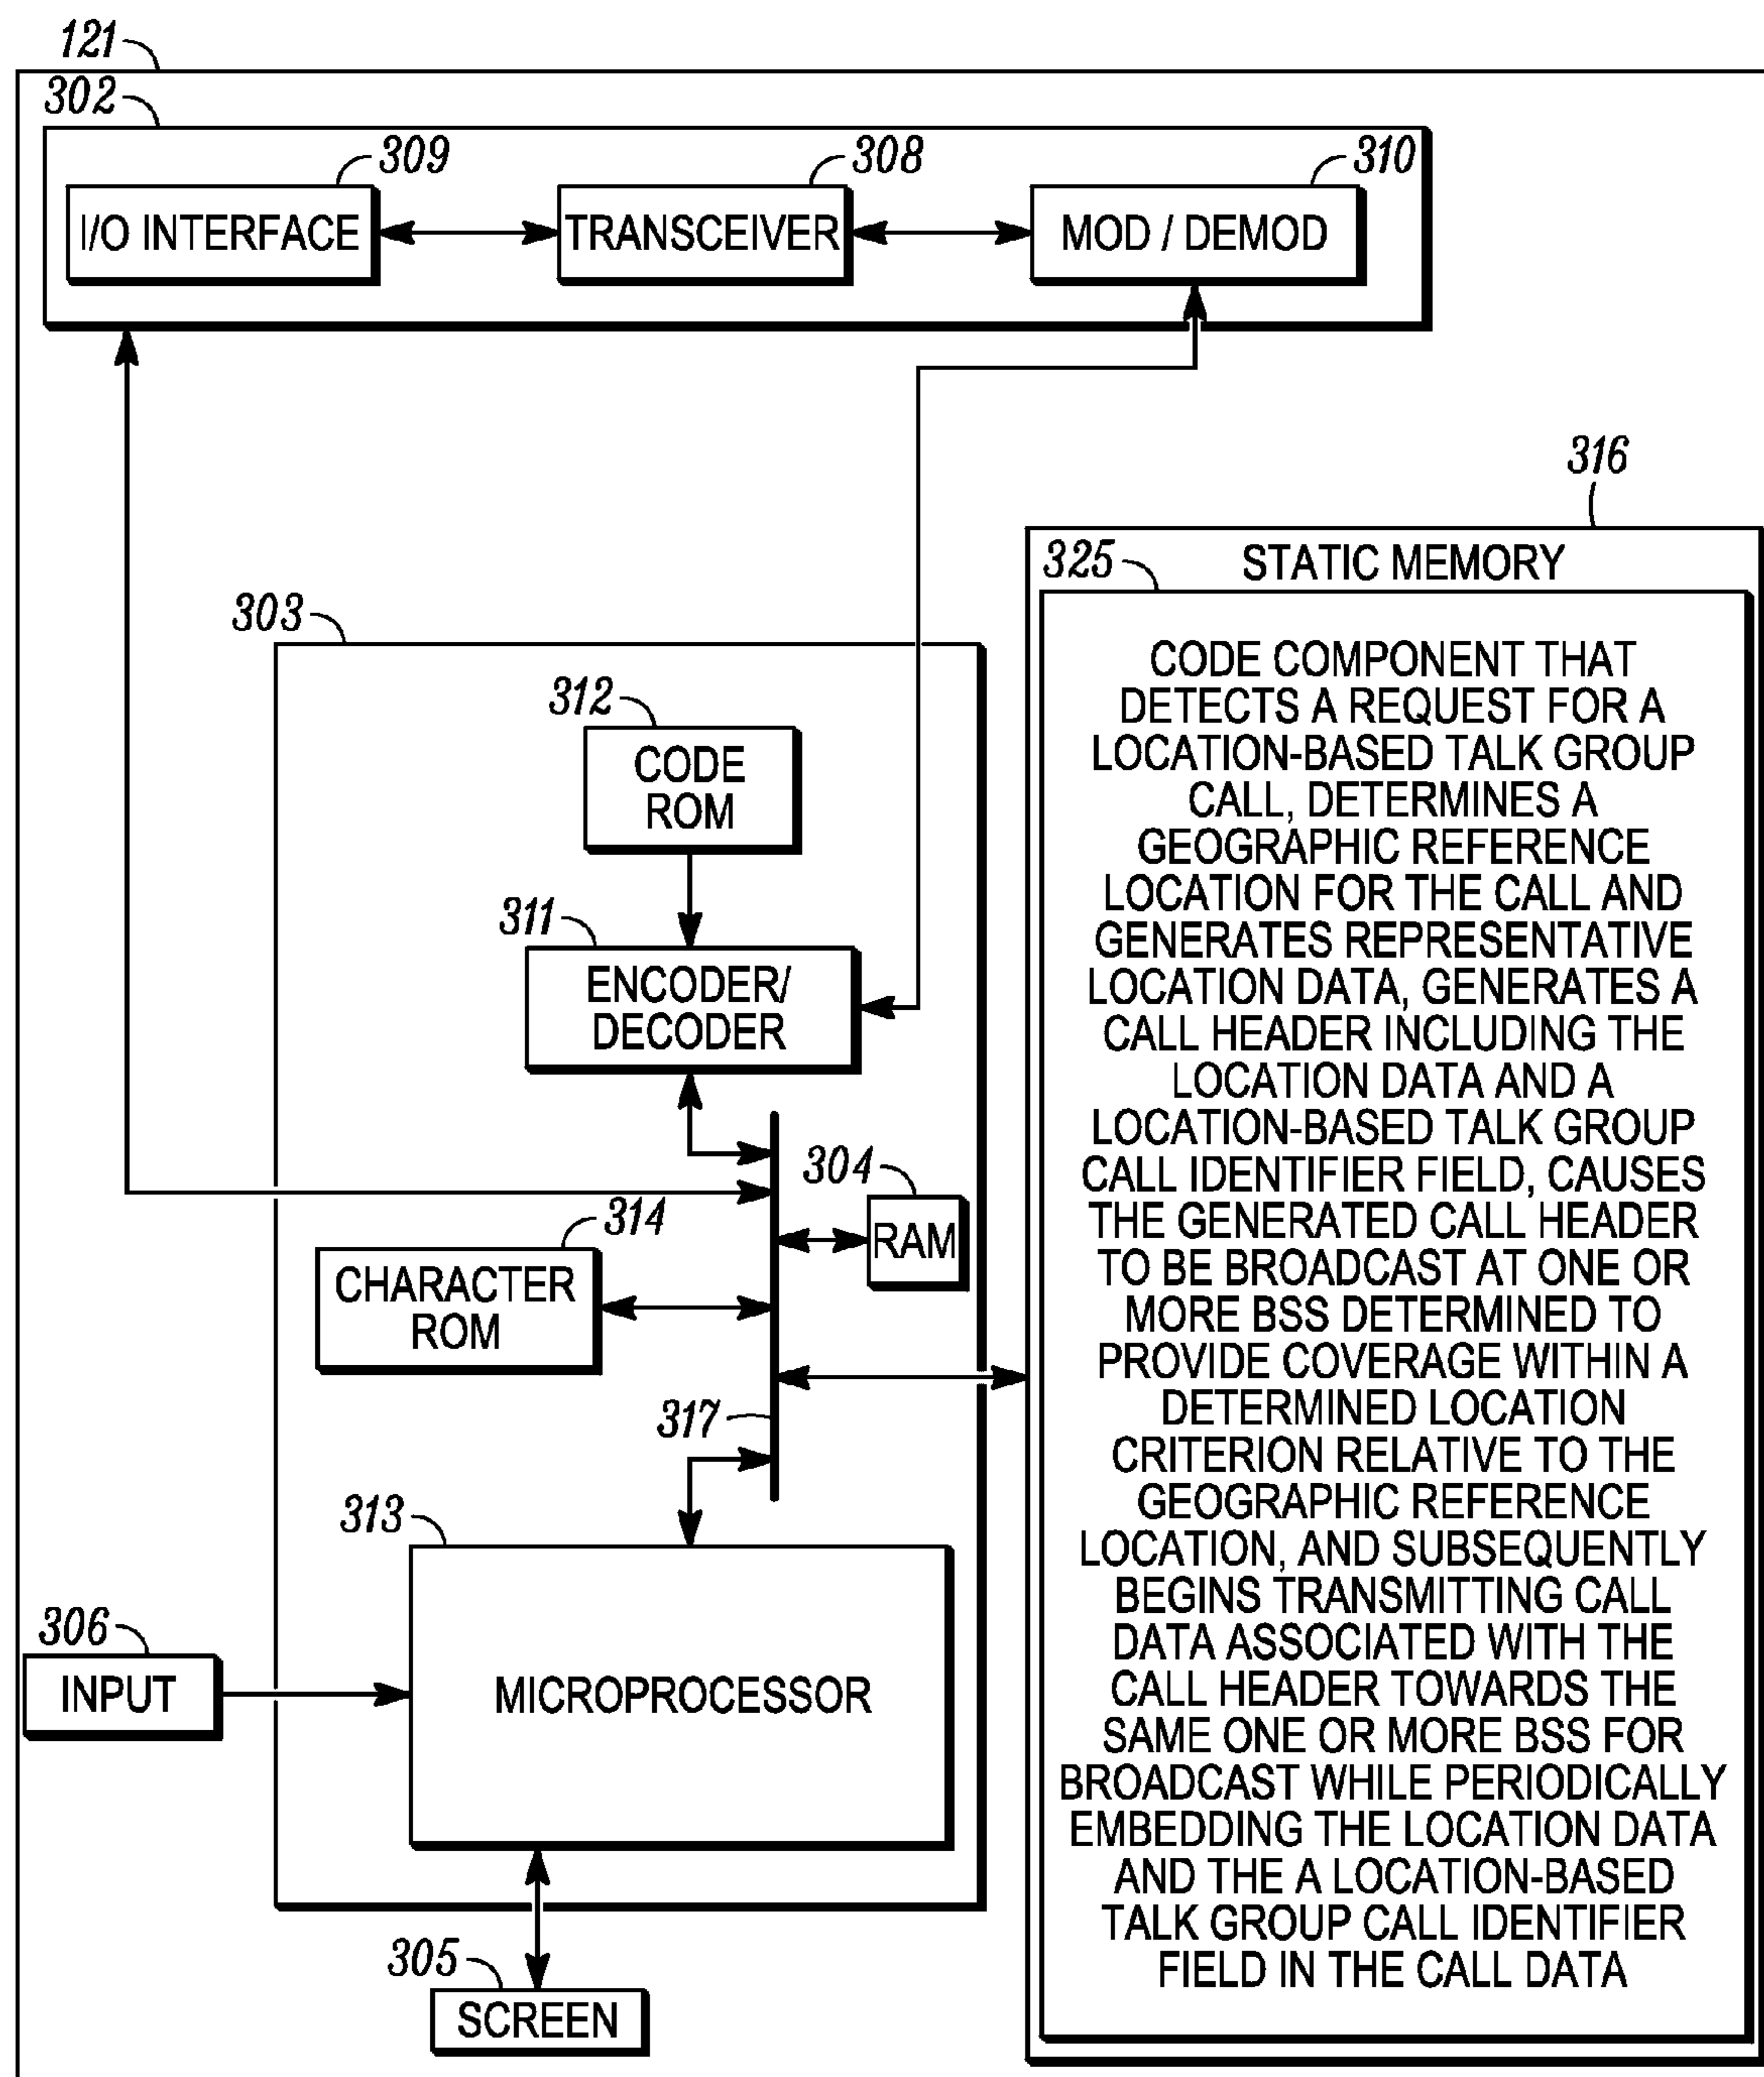 121
302
309
308
310
I/O INTERFACE
TRANSCEIVER
MOD / DEMOD
316
STATIC MEMORY
325
CODE COMPONENT THAT
DETECTS A REQUEST FOR A
LOCATION-BASED TALK GROUP
CALL, DETERMINES A
GEOGRAPHIC REFERENCE
LOCATION FOR THE CALL AND
GENERATES REPRESENTATIVE
LOCATION DATA, GENERATES A
CALL HEADER INCLUDING THE
LOCATION DATA AND A
LOCATION-BASED TALK GROUP
CALL IDENTIFIER FIELD, CAUSES
THE GENERATED CALL HEADER
TO BE BROADCAST AT ONE OR
MORE BSS DETERMINED TO
PROVIDE COVERAGE WITHIN A
DETERMINED LOCATION
CRITERION RELATIVE TO THE
GEOGRAPHIC REFERENCE
LOCATION, AND SUBSEQUENTLY
BEGINS TRANSMITTING CALL
DATA ASSOCIATED WITH THE
CALL HEADER TOWARDS THE
SAME ONE OR MORE BSS FOR
BROADCAST WHILE PERIODICALLY
EMBEDDING THE LOCATION DATA
AND THE A LOCATION-BASED
TALK GROUP CALL IDENTIFIER
FIELD IN THE CALL DATA
303
312
CODE
ROM
311
ENCODER/
DECODER
304
RAM
314
CHARACTER
ROM
317
313
MICROPROCESSOR
306
INPUT
305
SCREEN